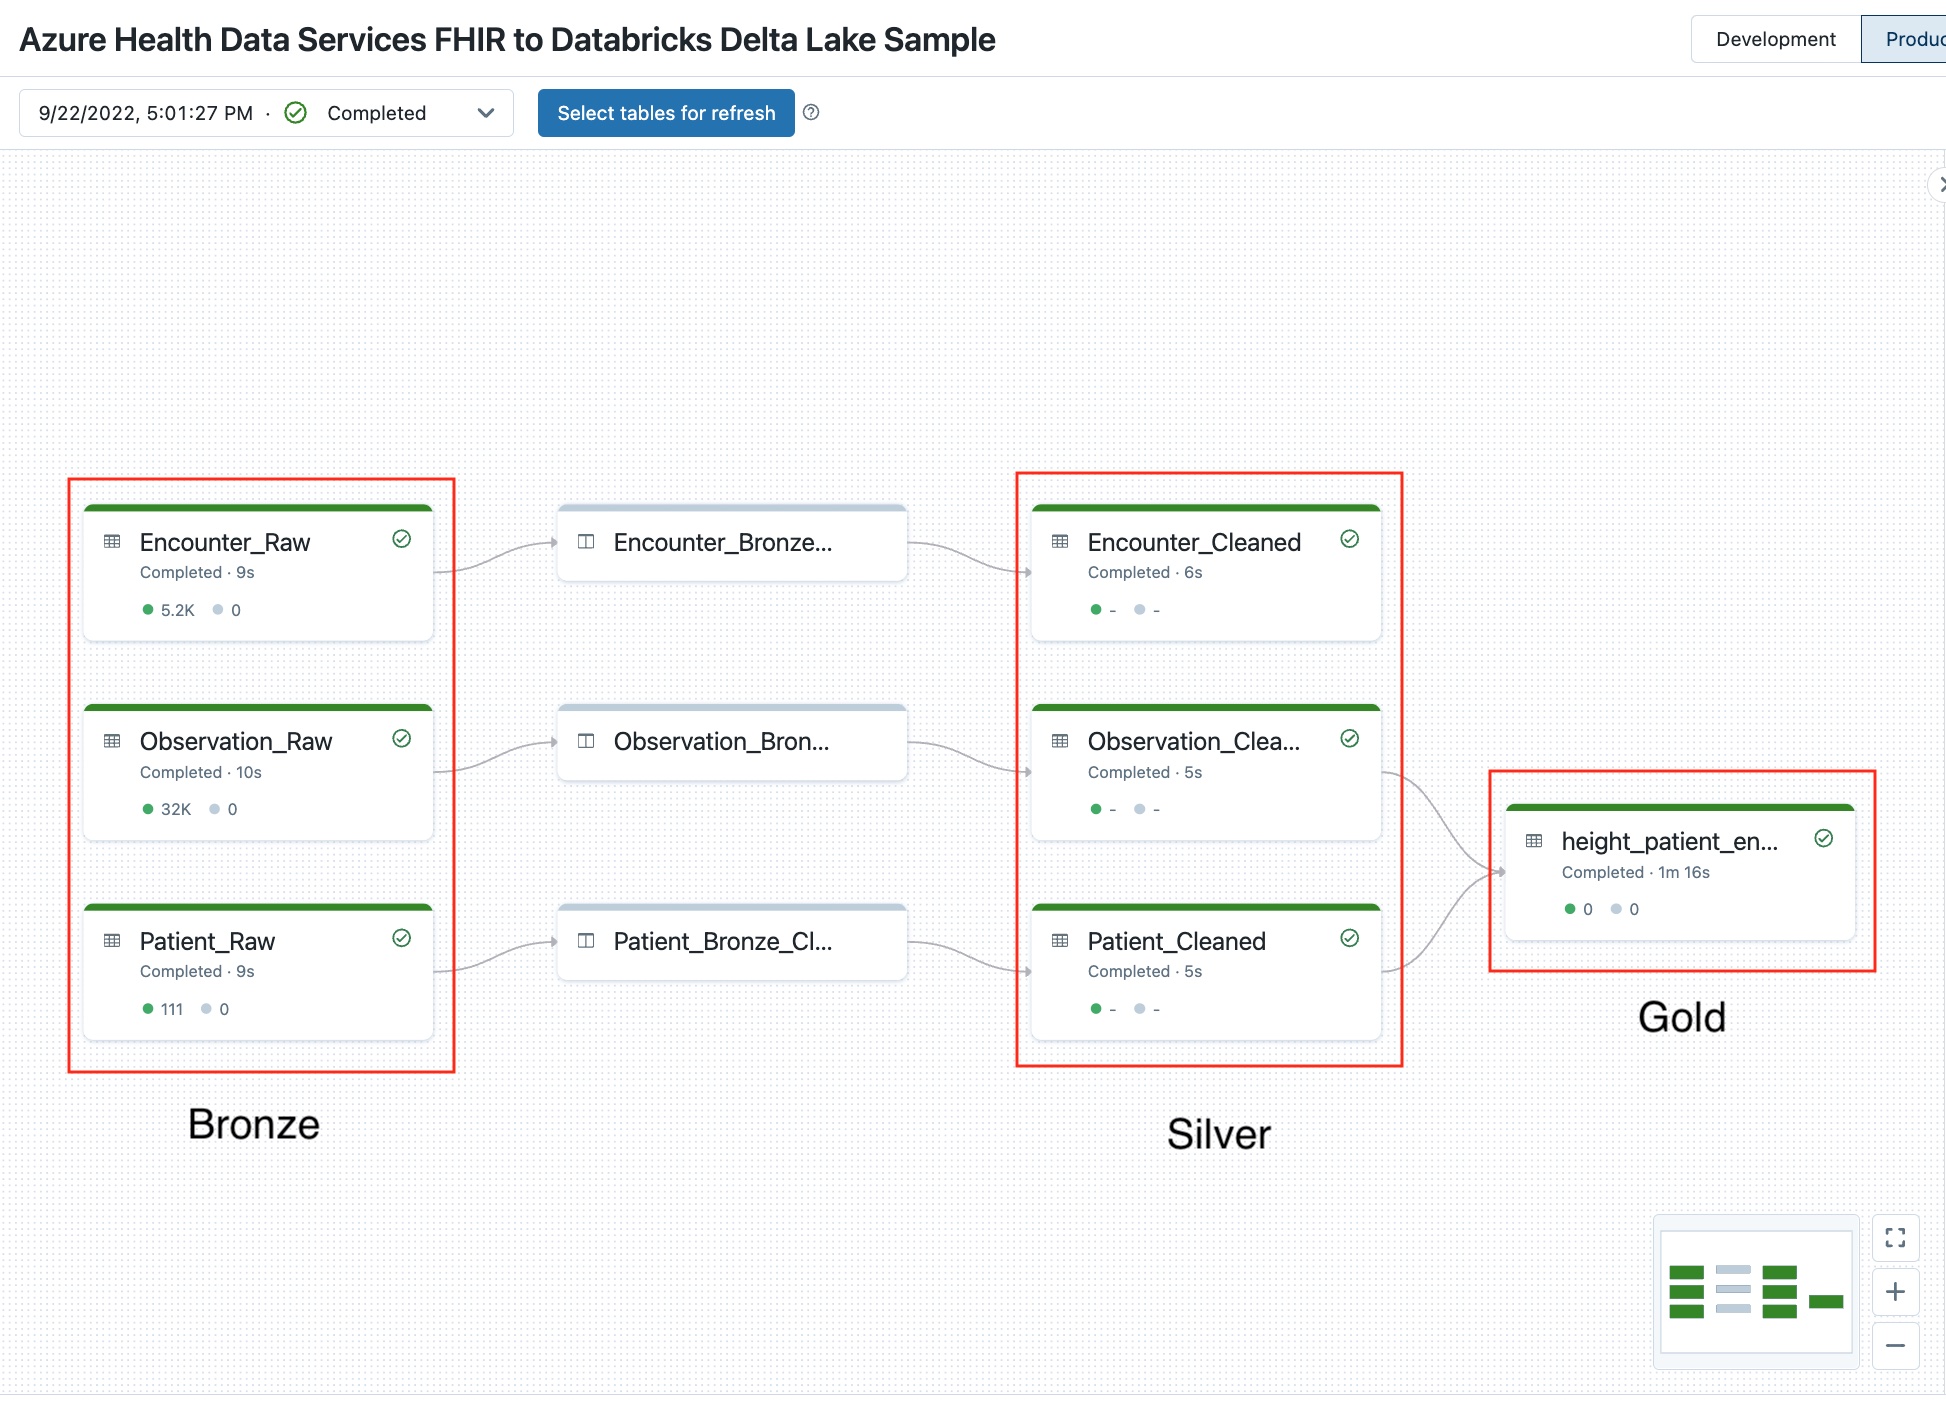 Azure Health Data Services FHIR to Databricks Delta Lake Sample
Development
Produc
9/22/2022, 5:01:27 PM · Completed
Select tables for refresh
?
Encounter_Raw
Completed · 9s
5.2K 0
Encounter_Bronze...
Encounter_Cleaned
Completed · 6s
- -
Observation_Raw
Completed · 10s
32K 0
Observation_Bron...
Observation_Clea...
Completed · 5s
- -
Patient_Raw
Completed · 9s
111 0
Patient_Bronze_Cl...
Patient_Cleaned
Completed · 5s
- -
height_patient_en...
Completed · 1m 16s
0 0
Bronze
Silver
Gold